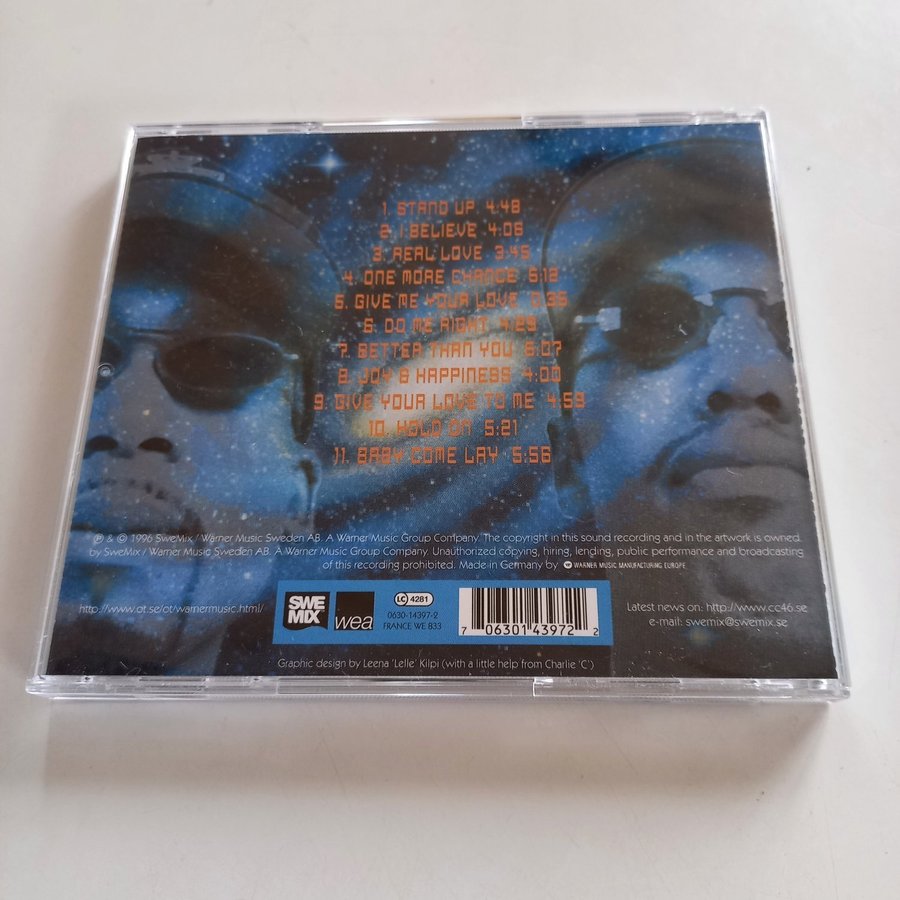 1. STAND UP 4.48
2. I BELIEVE 4:06
3. REAL LOVE 3:45
4. ONE MORE CHANCE 5:12
5. GIVE ME YOUR LOVE 3:35
6. DO ME RIGHT 4:29
7. BETTER THAN YOU 5:07
8. JOY & HAPPINESS 4:00
9. GIVE YOUR LOVE TO ME 4:59
10. HOLD ON 5:21
11. BABY COME LAY 5:56
℗ & © 1996 SweMix / Warner Music Sweden AB. A Warner Music Group Company. The copyright in this sound recording and in the artwork is owned
by SweMix / Warner Music Sweden AB. A Warner Music Group Company. Unauthorized copying, hiring, lending, public performance and broadcasting
of this recording prohibited. Made in Germany by WARNER MUSIC MANUFACTURING EUROPE
http://www.ot.se/ot/warnermusic.html/
SWE
MIX
wea
LC 4281
0630-14397-2
FRANCE WE 833
7 06301 43972 2
Latest news on: http://www.cc46.se
e-mail: swemix@swemix.se
Graphic design by Leena 'Lelle' Kilpi (with a little help from Charlie 'C')